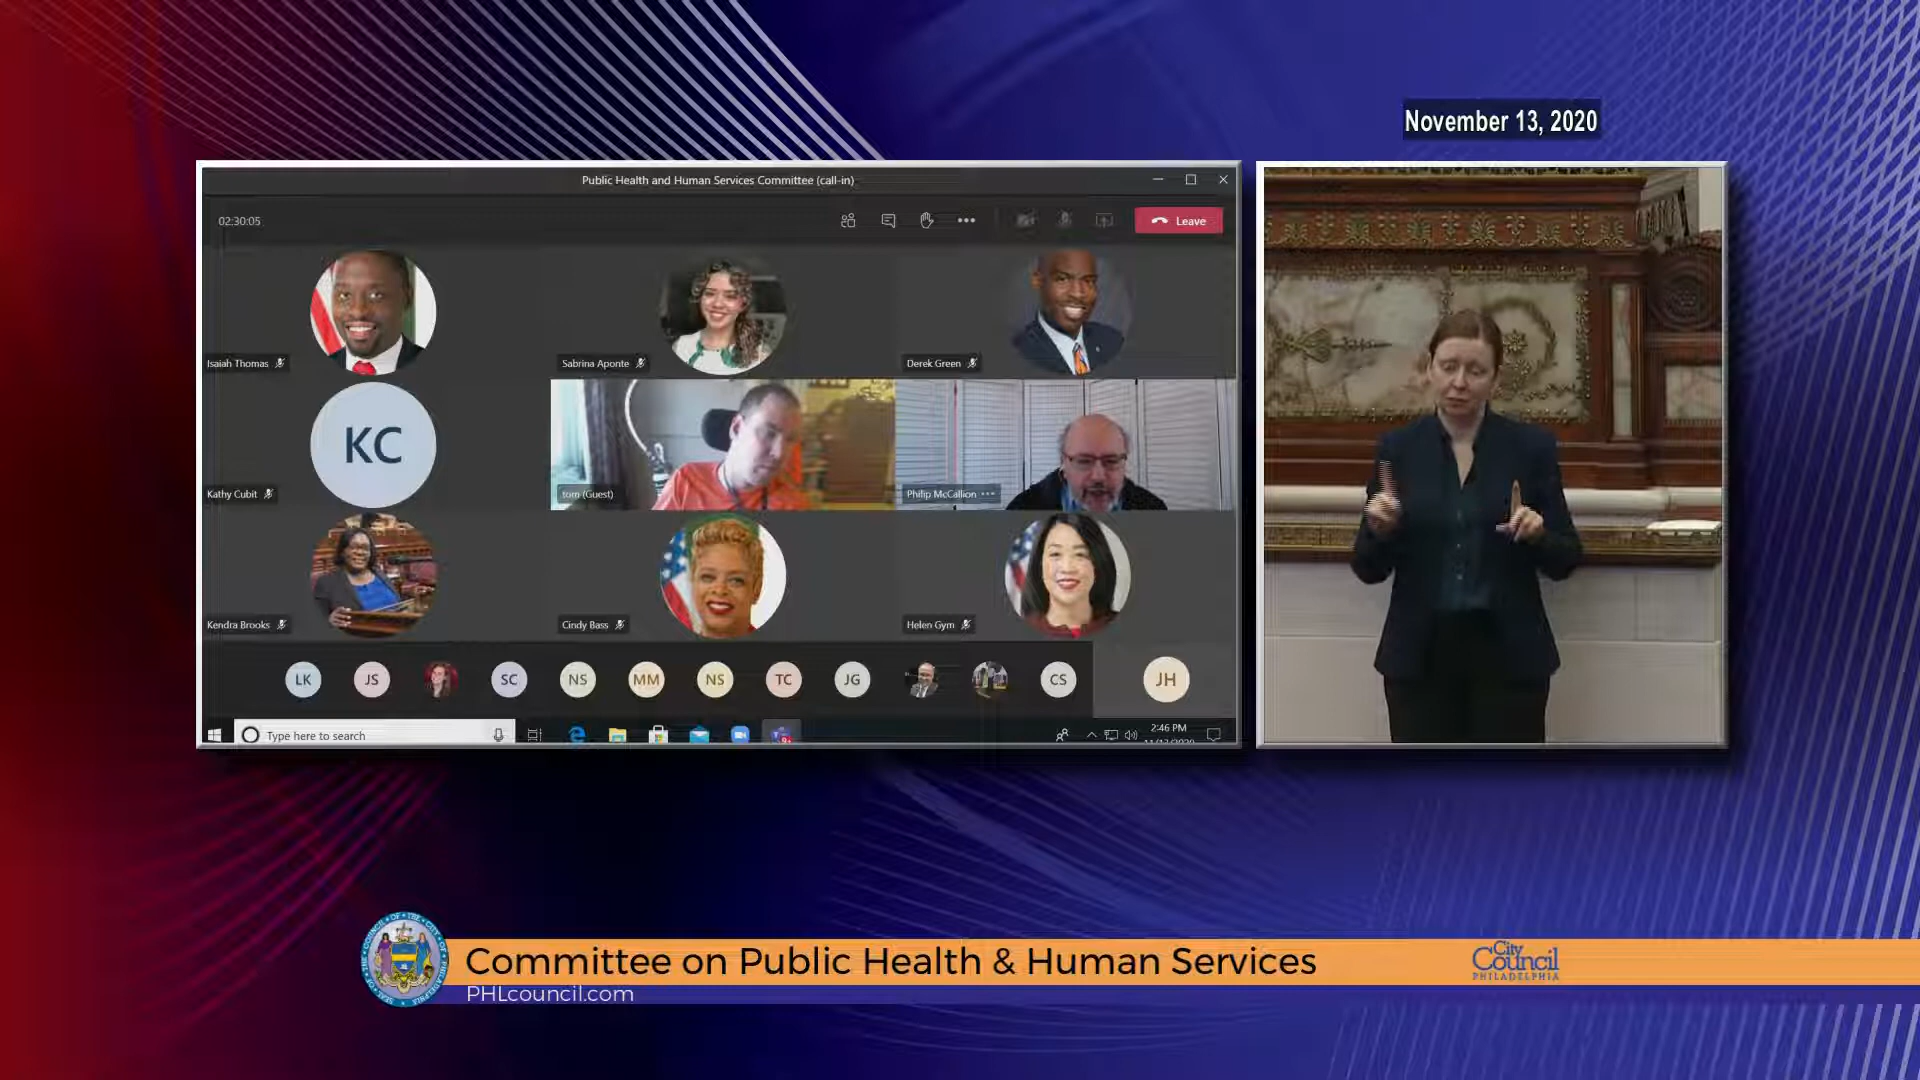 November 13, 2020
Public Health and Human Services Committee (call-in)
02:30:05
Leave
Isaiah Thomas
Sabrina Aponte
Derek Green
KC
Kathy Cubit
tom (Guest)
Philip McCallion
Kendra Brooks
Cindy Bass
Helen Gym
LK
JS
SC
NS
MM
NS
TC
JG
CS
JH
Type here to search
2:46 PM
11/13/2020
Committee on Public Health & Human Services
PHLcouncil.com
City
Council
PHILADELPHIA